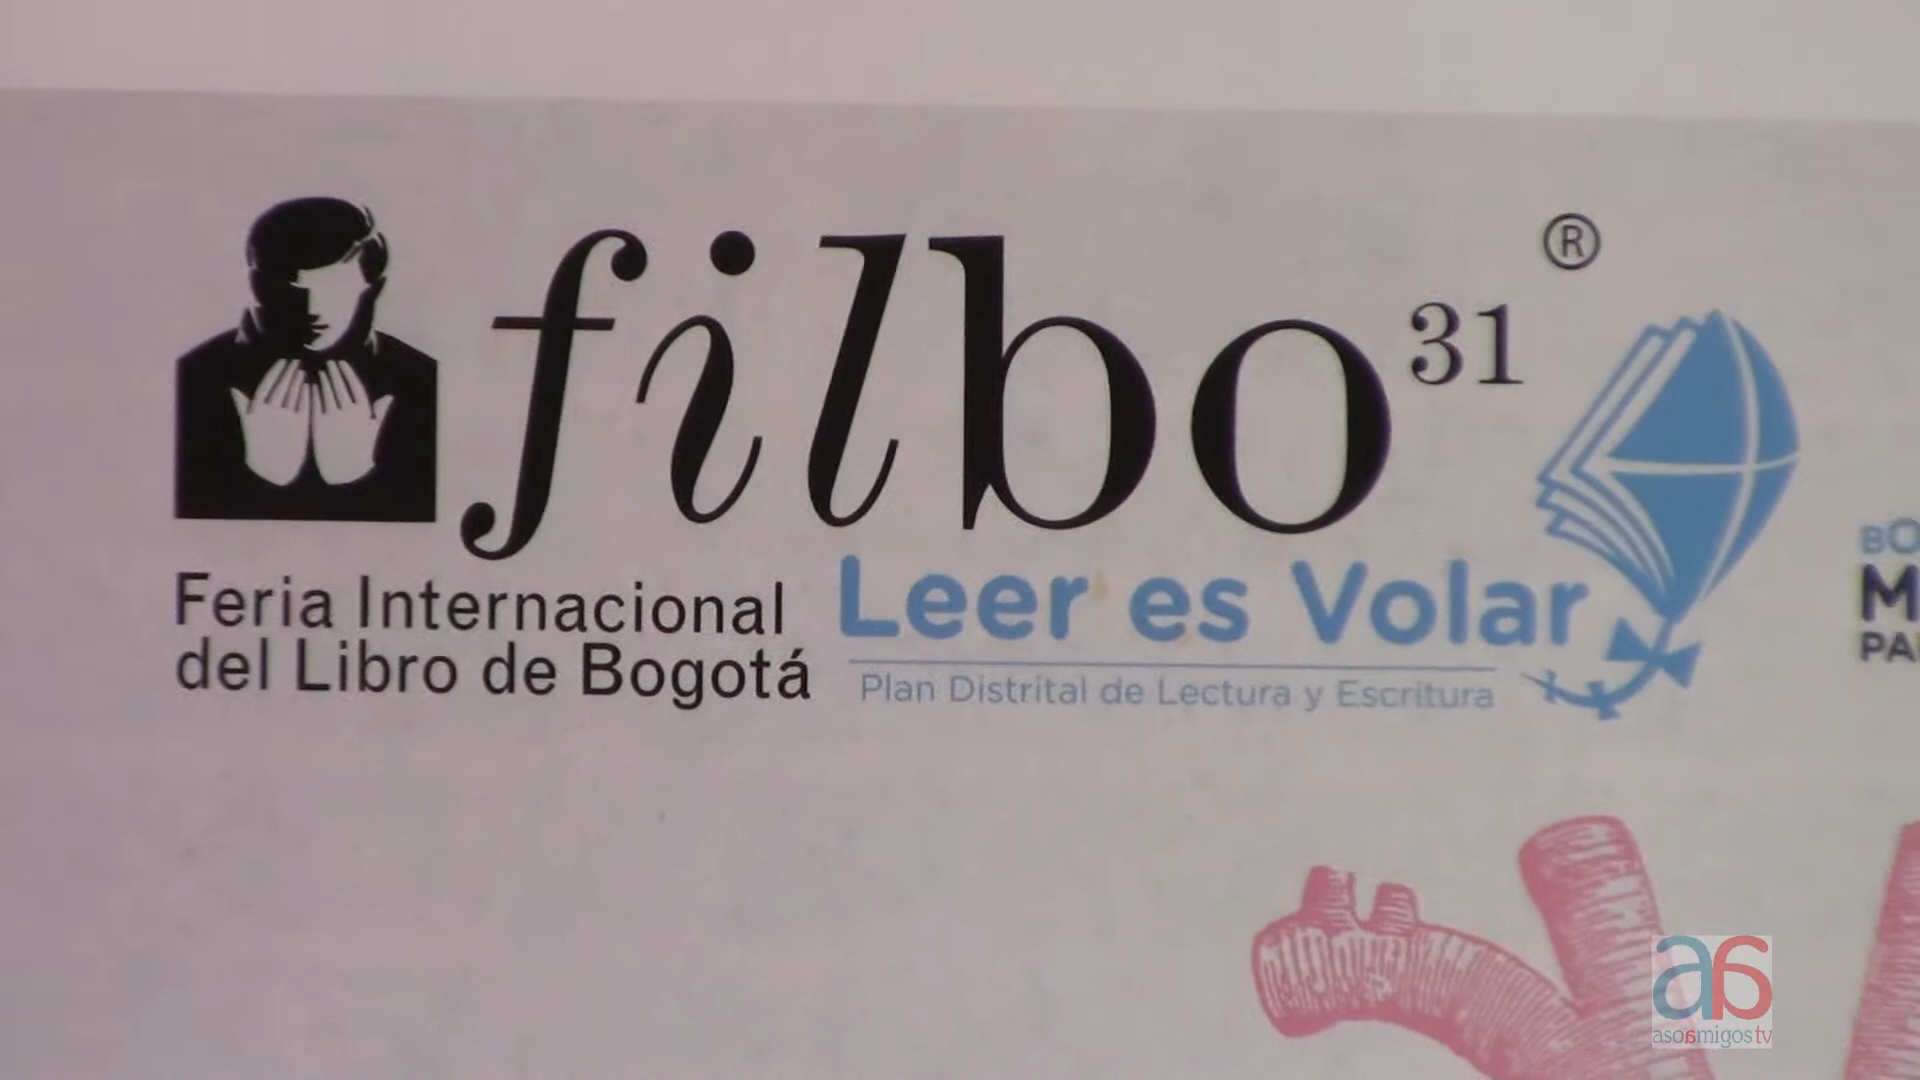 filbo 31 ®
Feria Internacional
del Libro de Bogotá
Leer es Volar
Plan Distrital de Lectura y Escritura
asoamigos tv